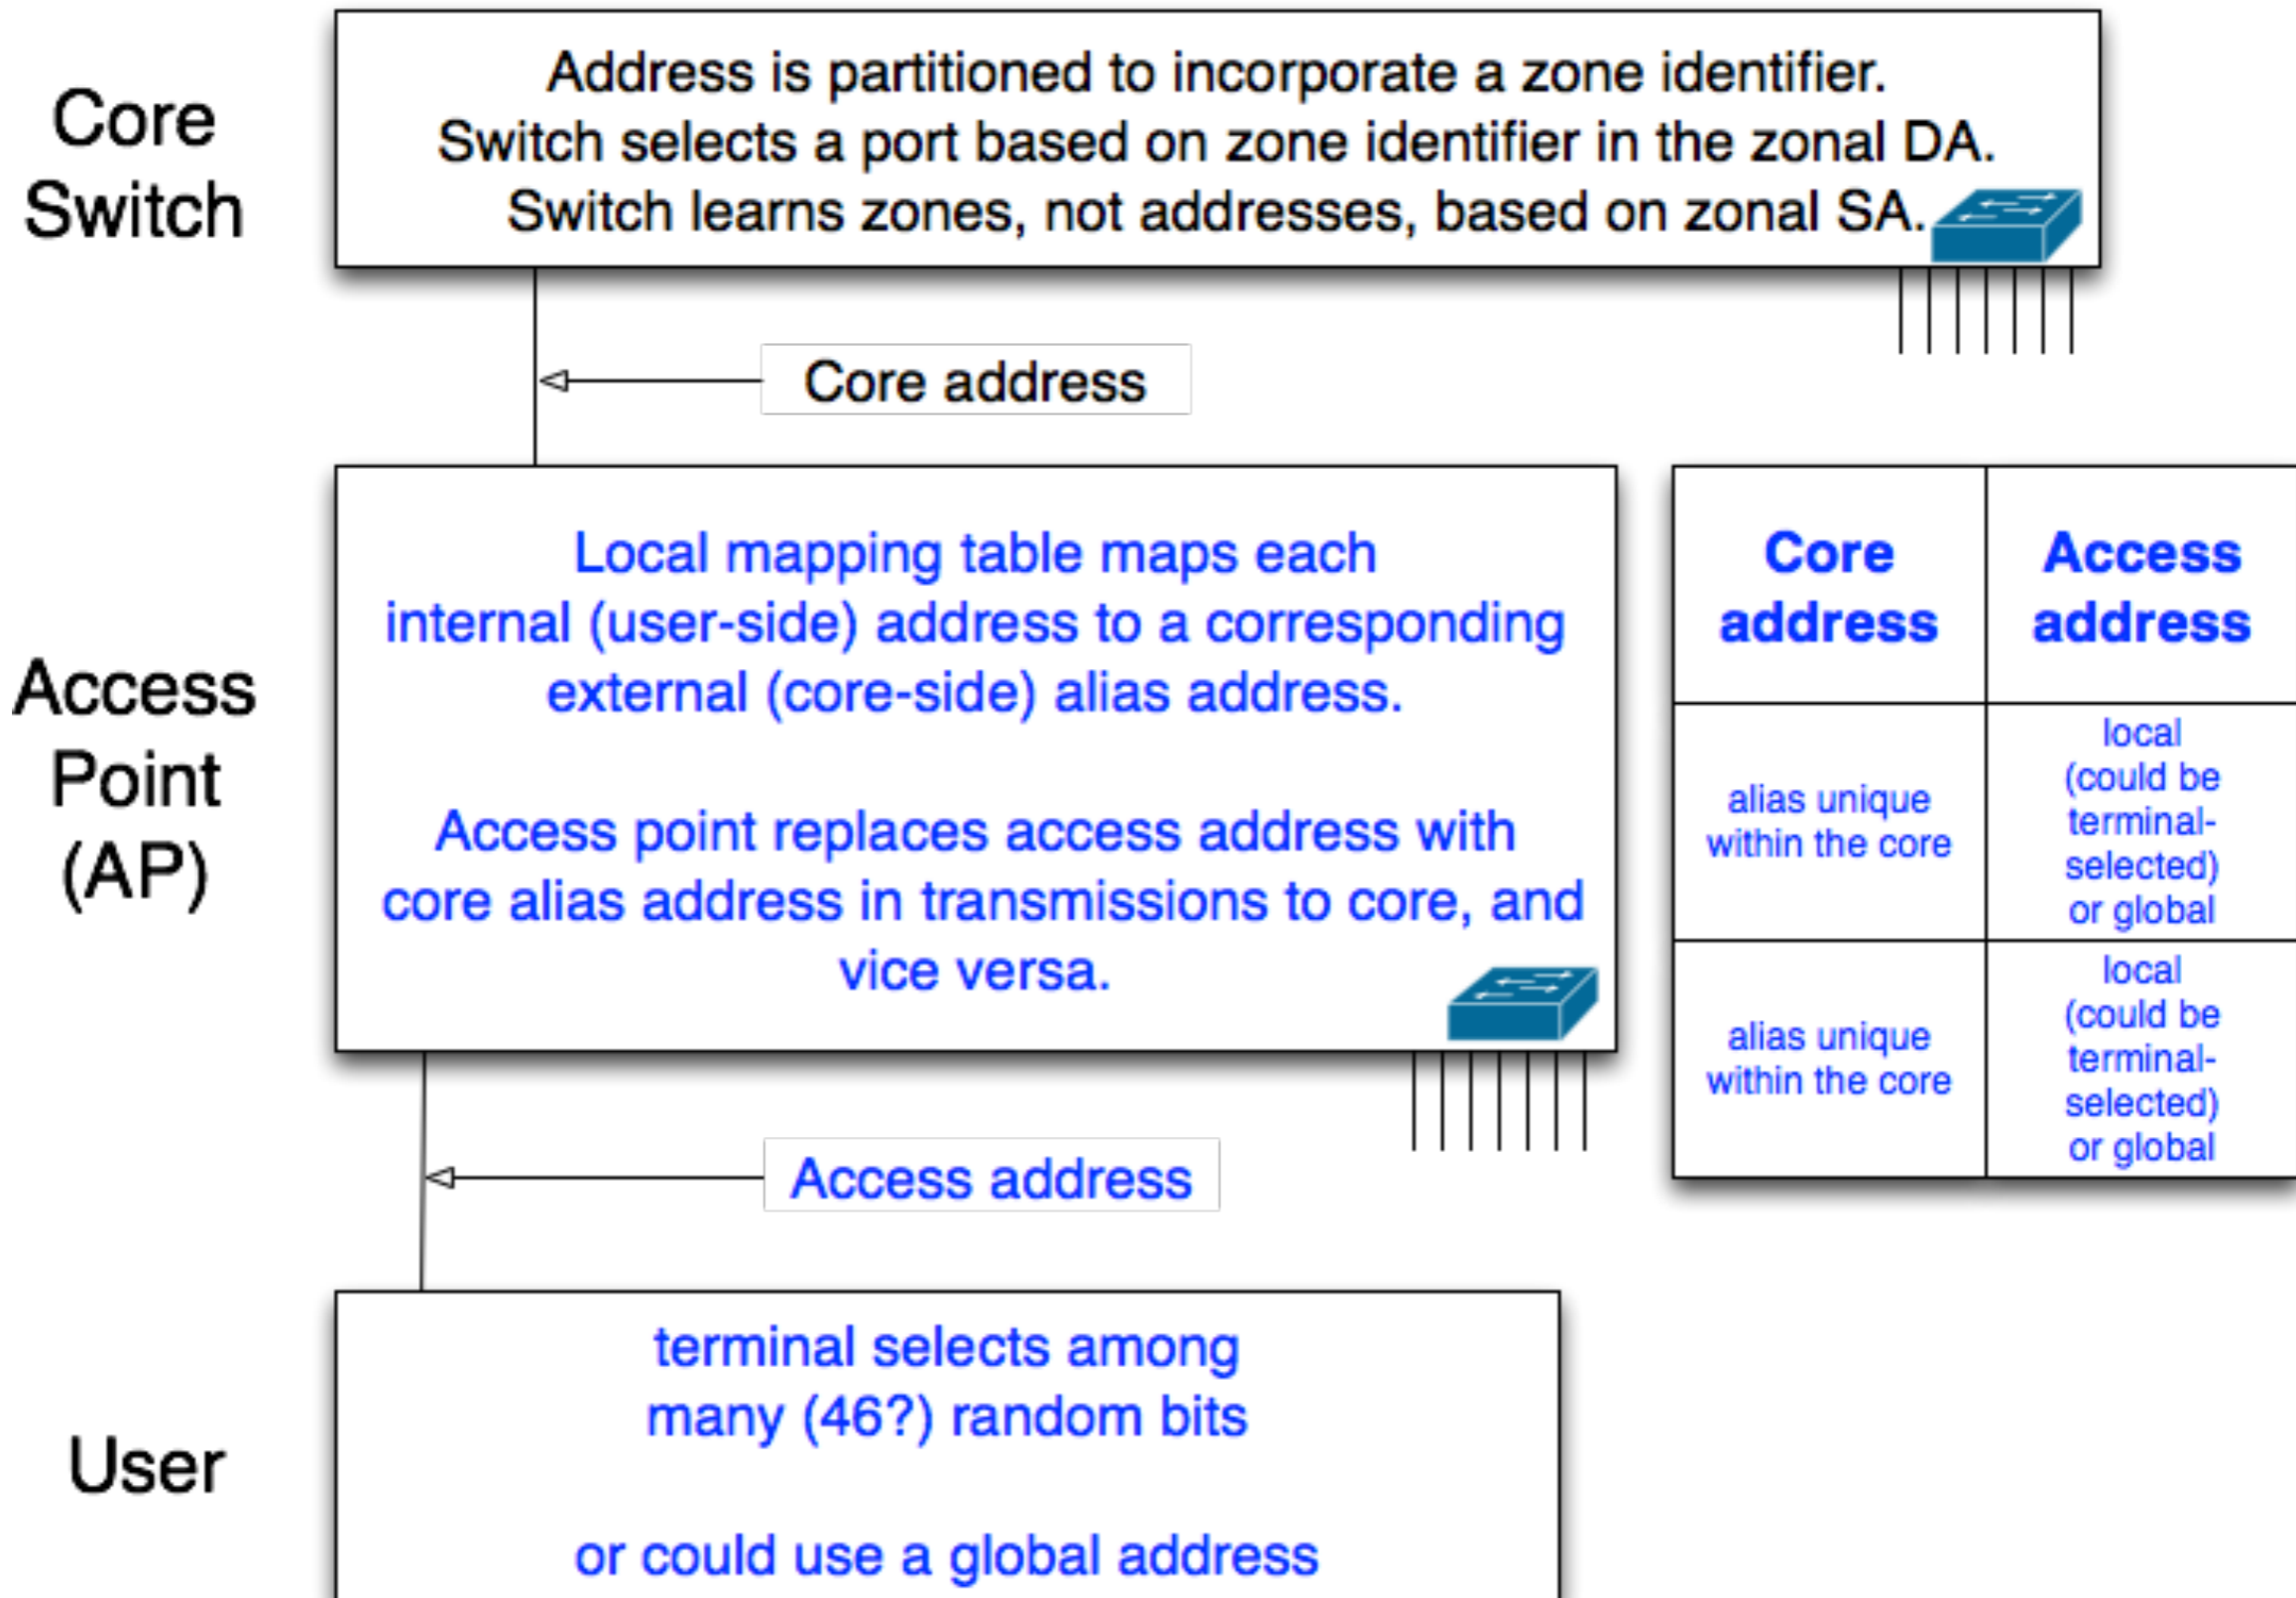 Core
Switch
Address is partitioned to incorporate a zone identifier.
Switch selects a port based on zone identifier in the zonal DA.
Switch learns zones, not addresses, based on zonal SA.
Core address
Access
Point
(AP)
Local mapping table maps each
internal (user-side) address to a corresponding
external (core-side) alias address.
Access point replaces access address with
core alias address in transmissions to core, and
vice versa.
Core
address
Access
address
alias unique
within the core
local
(could be
terminal-
selected)
or global
alias unique
within the core
local
(could be
terminal-
selected)
or global
Access address
User
terminal selects among
many (46?) random bits
or could use a global address